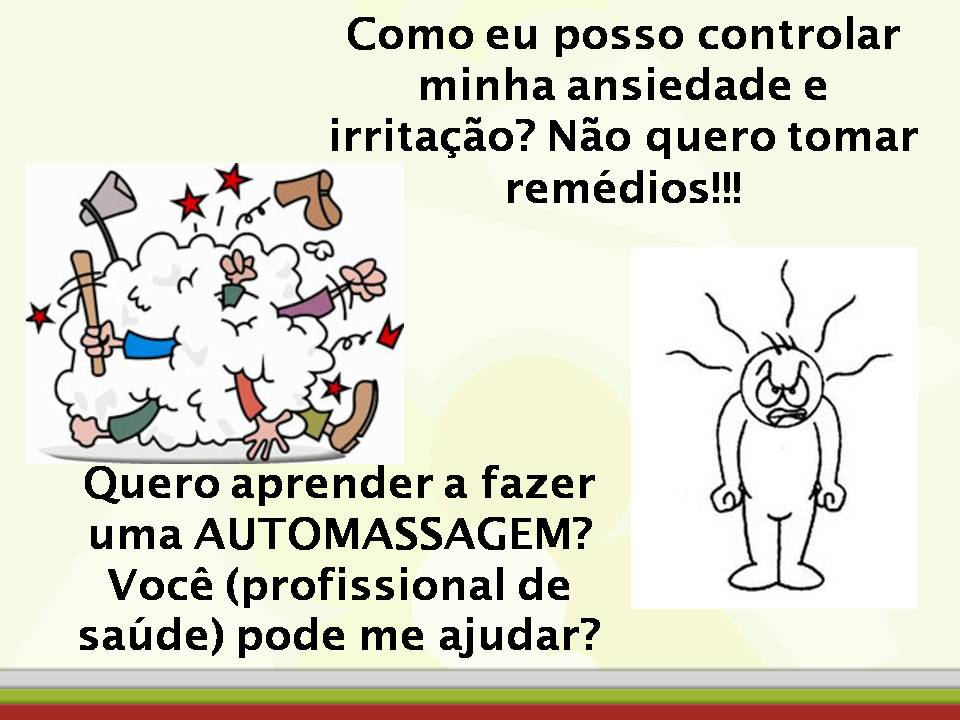 Como eu posso controlar
minha ansiedade e
irritação? Não quero tomar
remédios!!!
Quero aprender a fazer
uma AUTOMASSAGEM?
Você (profissional de
saúde) pode me ajudar?